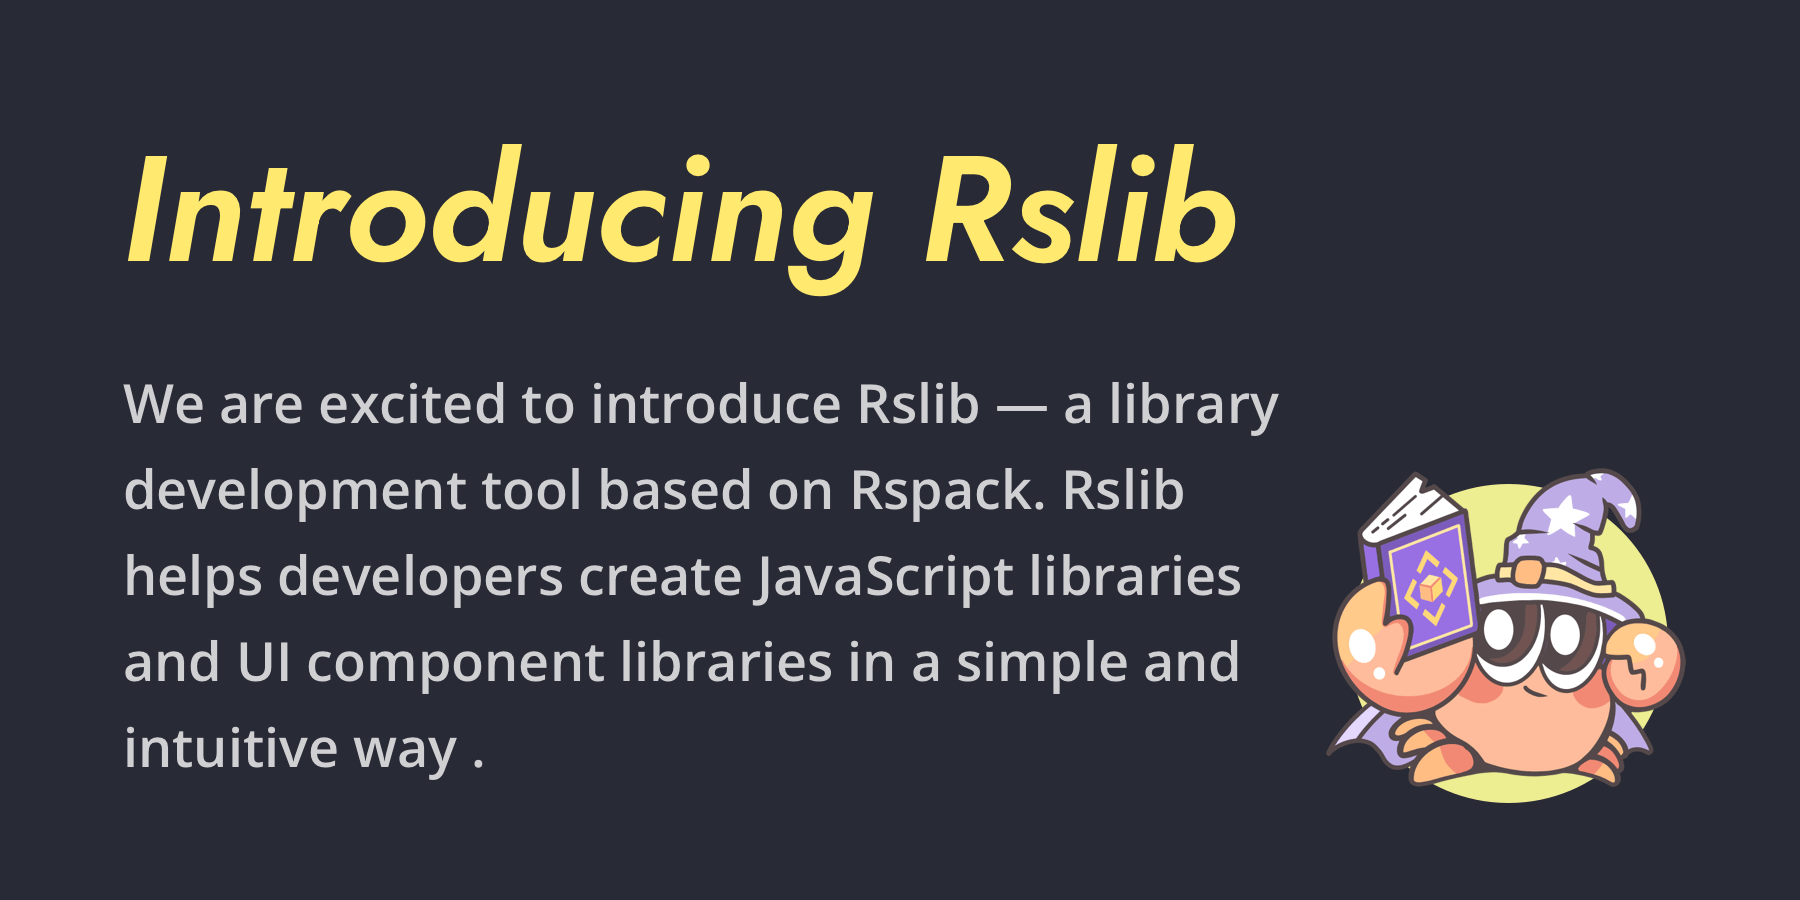 Introducing Rslib
We are excited to introduce Rslib — a library
development tool based on Rspack. Rslib
helps developers create JavaScript libraries
and UI component libraries in a simple and
intuitive way .